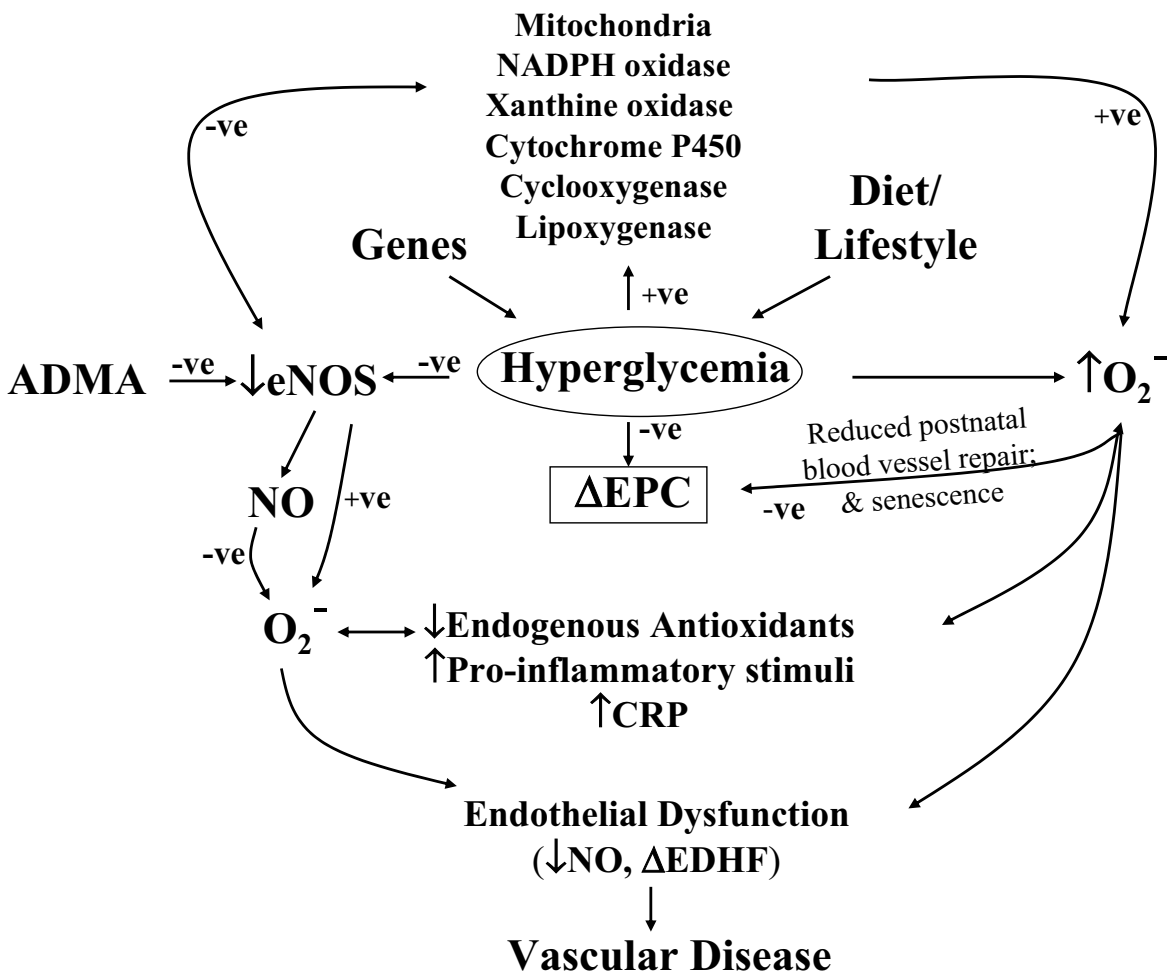 Mitochondria
NADPH oxidase
Xanthine oxidase
Cytochrome P450
Cyclooxygenase
Lipoxygenase
-ve
+ve
Genes
Diet/
Lifestyle
+ve
ADMA
-ve
↓eNOS
-ve
Hyperglycemia
↑O₂⁻
-ve
ΔEPC
Reduced postnatal
blood vessel repair;
& senescence
-ve
NO
+ve
-ve
O₂⁻
↓Endogenous Antioxidants
↑Pro-inflammatory stimuli
↑CRP
Endothelial Dysfunction
(↓NO, ΔEDHF)
Vascular Disease